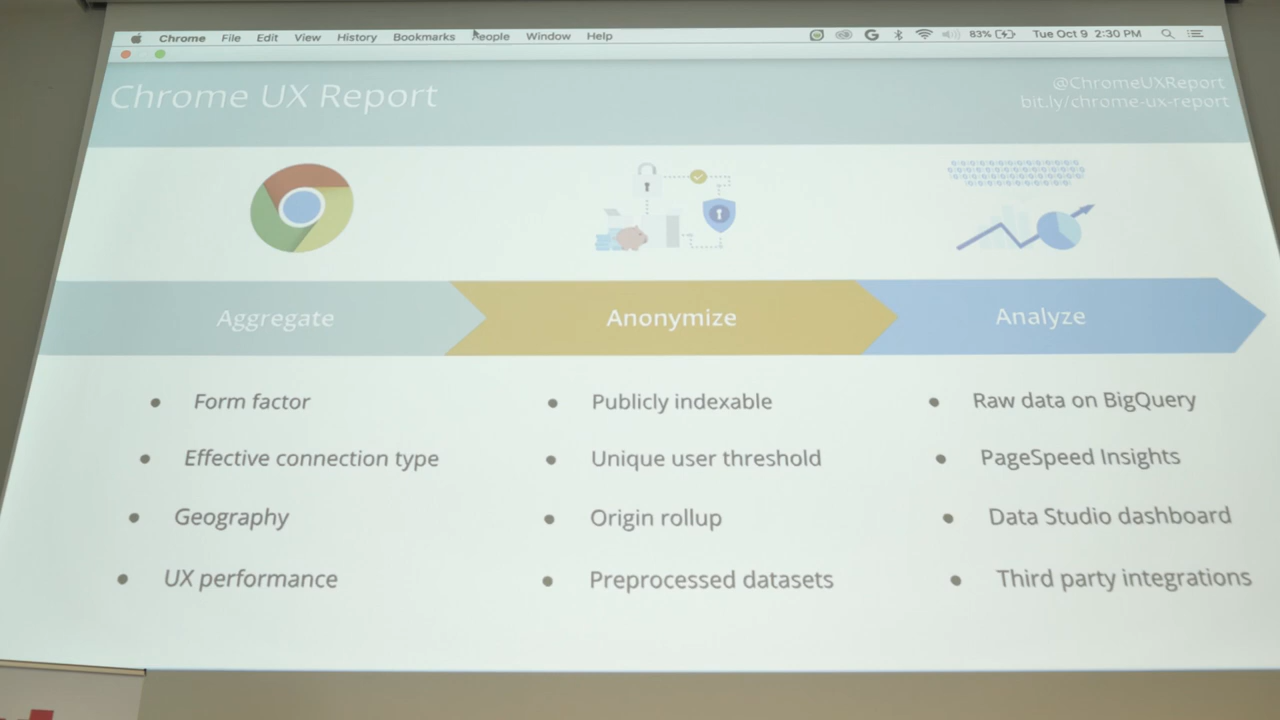 Chrome File Edit View History Bookmarks People Window Help 83% Tue Oct 9 2:30 PM
Chrome UX Report
@ChromeUXReport
bit.ly/chrome-ux-report
Aggregate
Anonymize
Analyze
Form factor
Effective connection type
Geography
UX performance
Publicly indexable
Unique user threshold
Origin rollup
Preprocessed datasets
Raw data on BigQuery
PageSpeed Insights
Data Studio dashboard
Third party integrations